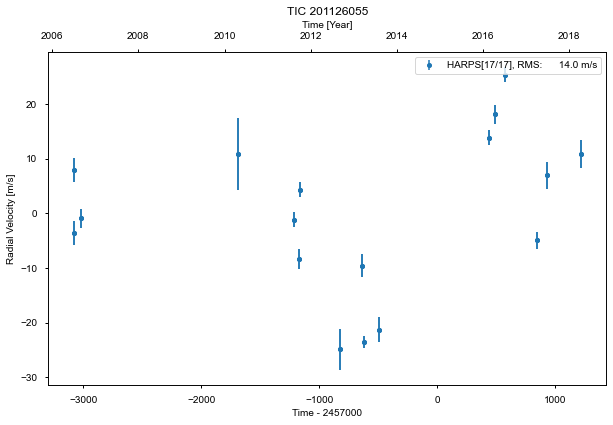 TIC 201126055
Time [Year]
2006 2008 2010 2012 2014 2016 2018
HARPS[17/17], RMS: 14.0 m/s
Radial Velocity [m/s]
20
10
0
−10
−20
−30
−3000 −2000 −1000 0 1000
Time - 2457000